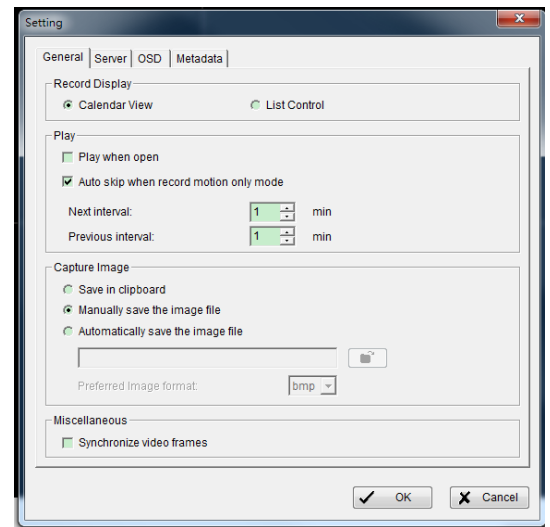 Setting
General Server OSD Metadata
Record Display
Calendar View List Control
Play
Play when open
Auto skip when record motion only mode
Next interval: 1 min
Previous interval: 1 min
Capture Image
Save in clipboard
Manually save the image file
Automatically save the image file
Preferred Image format: bmp
Miscellaneous
Synchronize video frames
OK Cancel